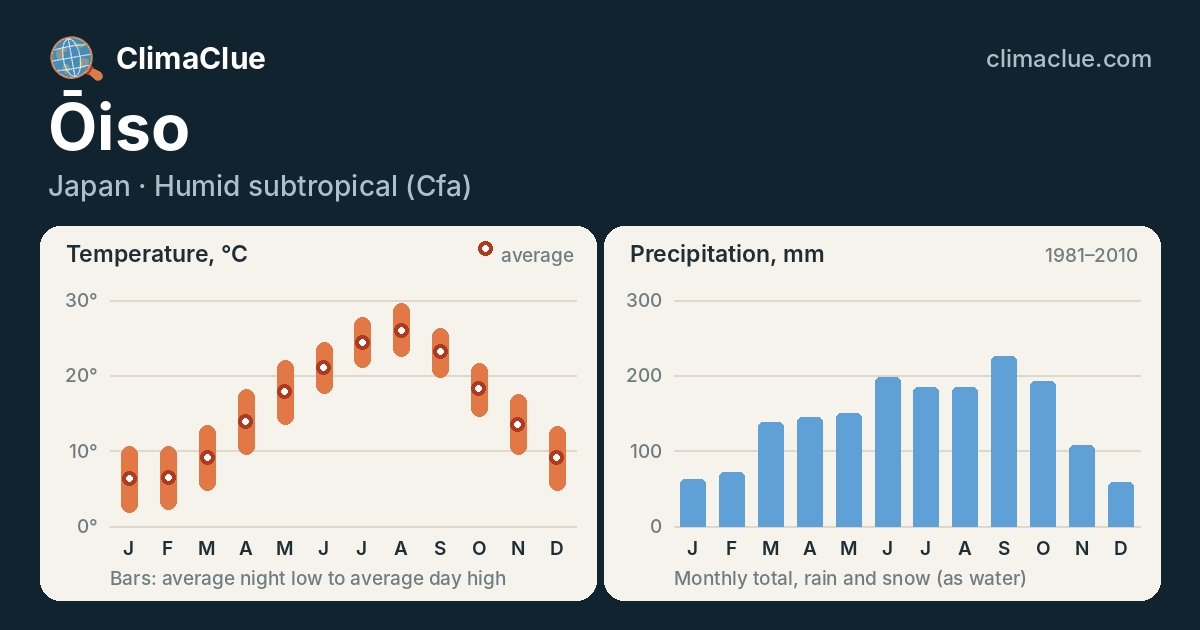 ClimaClue
climaclue.com
Ōiso
Japan · Humid subtropical (Cfa)
Temperature, °C
average
30°
20°
10°
0°
J F M A M J J A S O N D
Bars: average night low to average day high
Precipitation, mm
1981–2010
300
200
100
0
J F M A M J J A S O N D
Monthly total, rain and snow (as water)